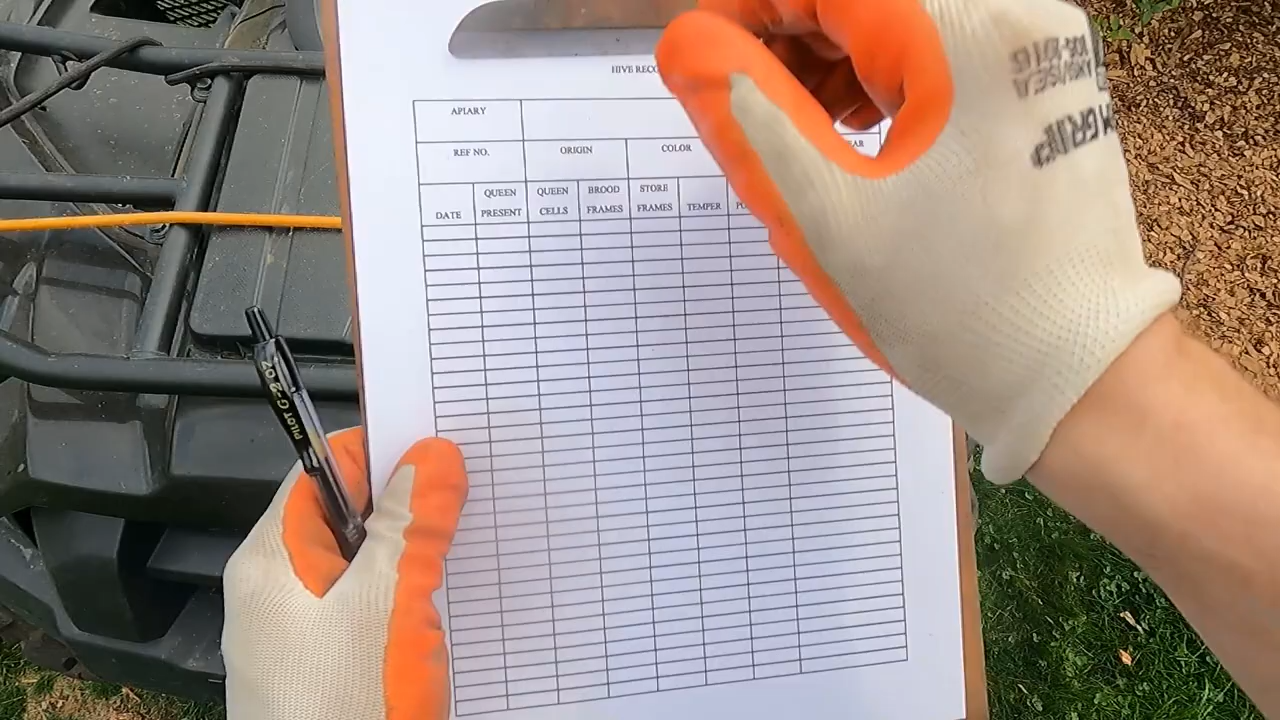 HIVE RECO
APIARY
REF NO. ORIGIN COLOR EAR
DATE QUEEN PRESENT QUEEN CELLS BROOD FRAMES STORE FRAMES TEMPER
PILOT G-2 07